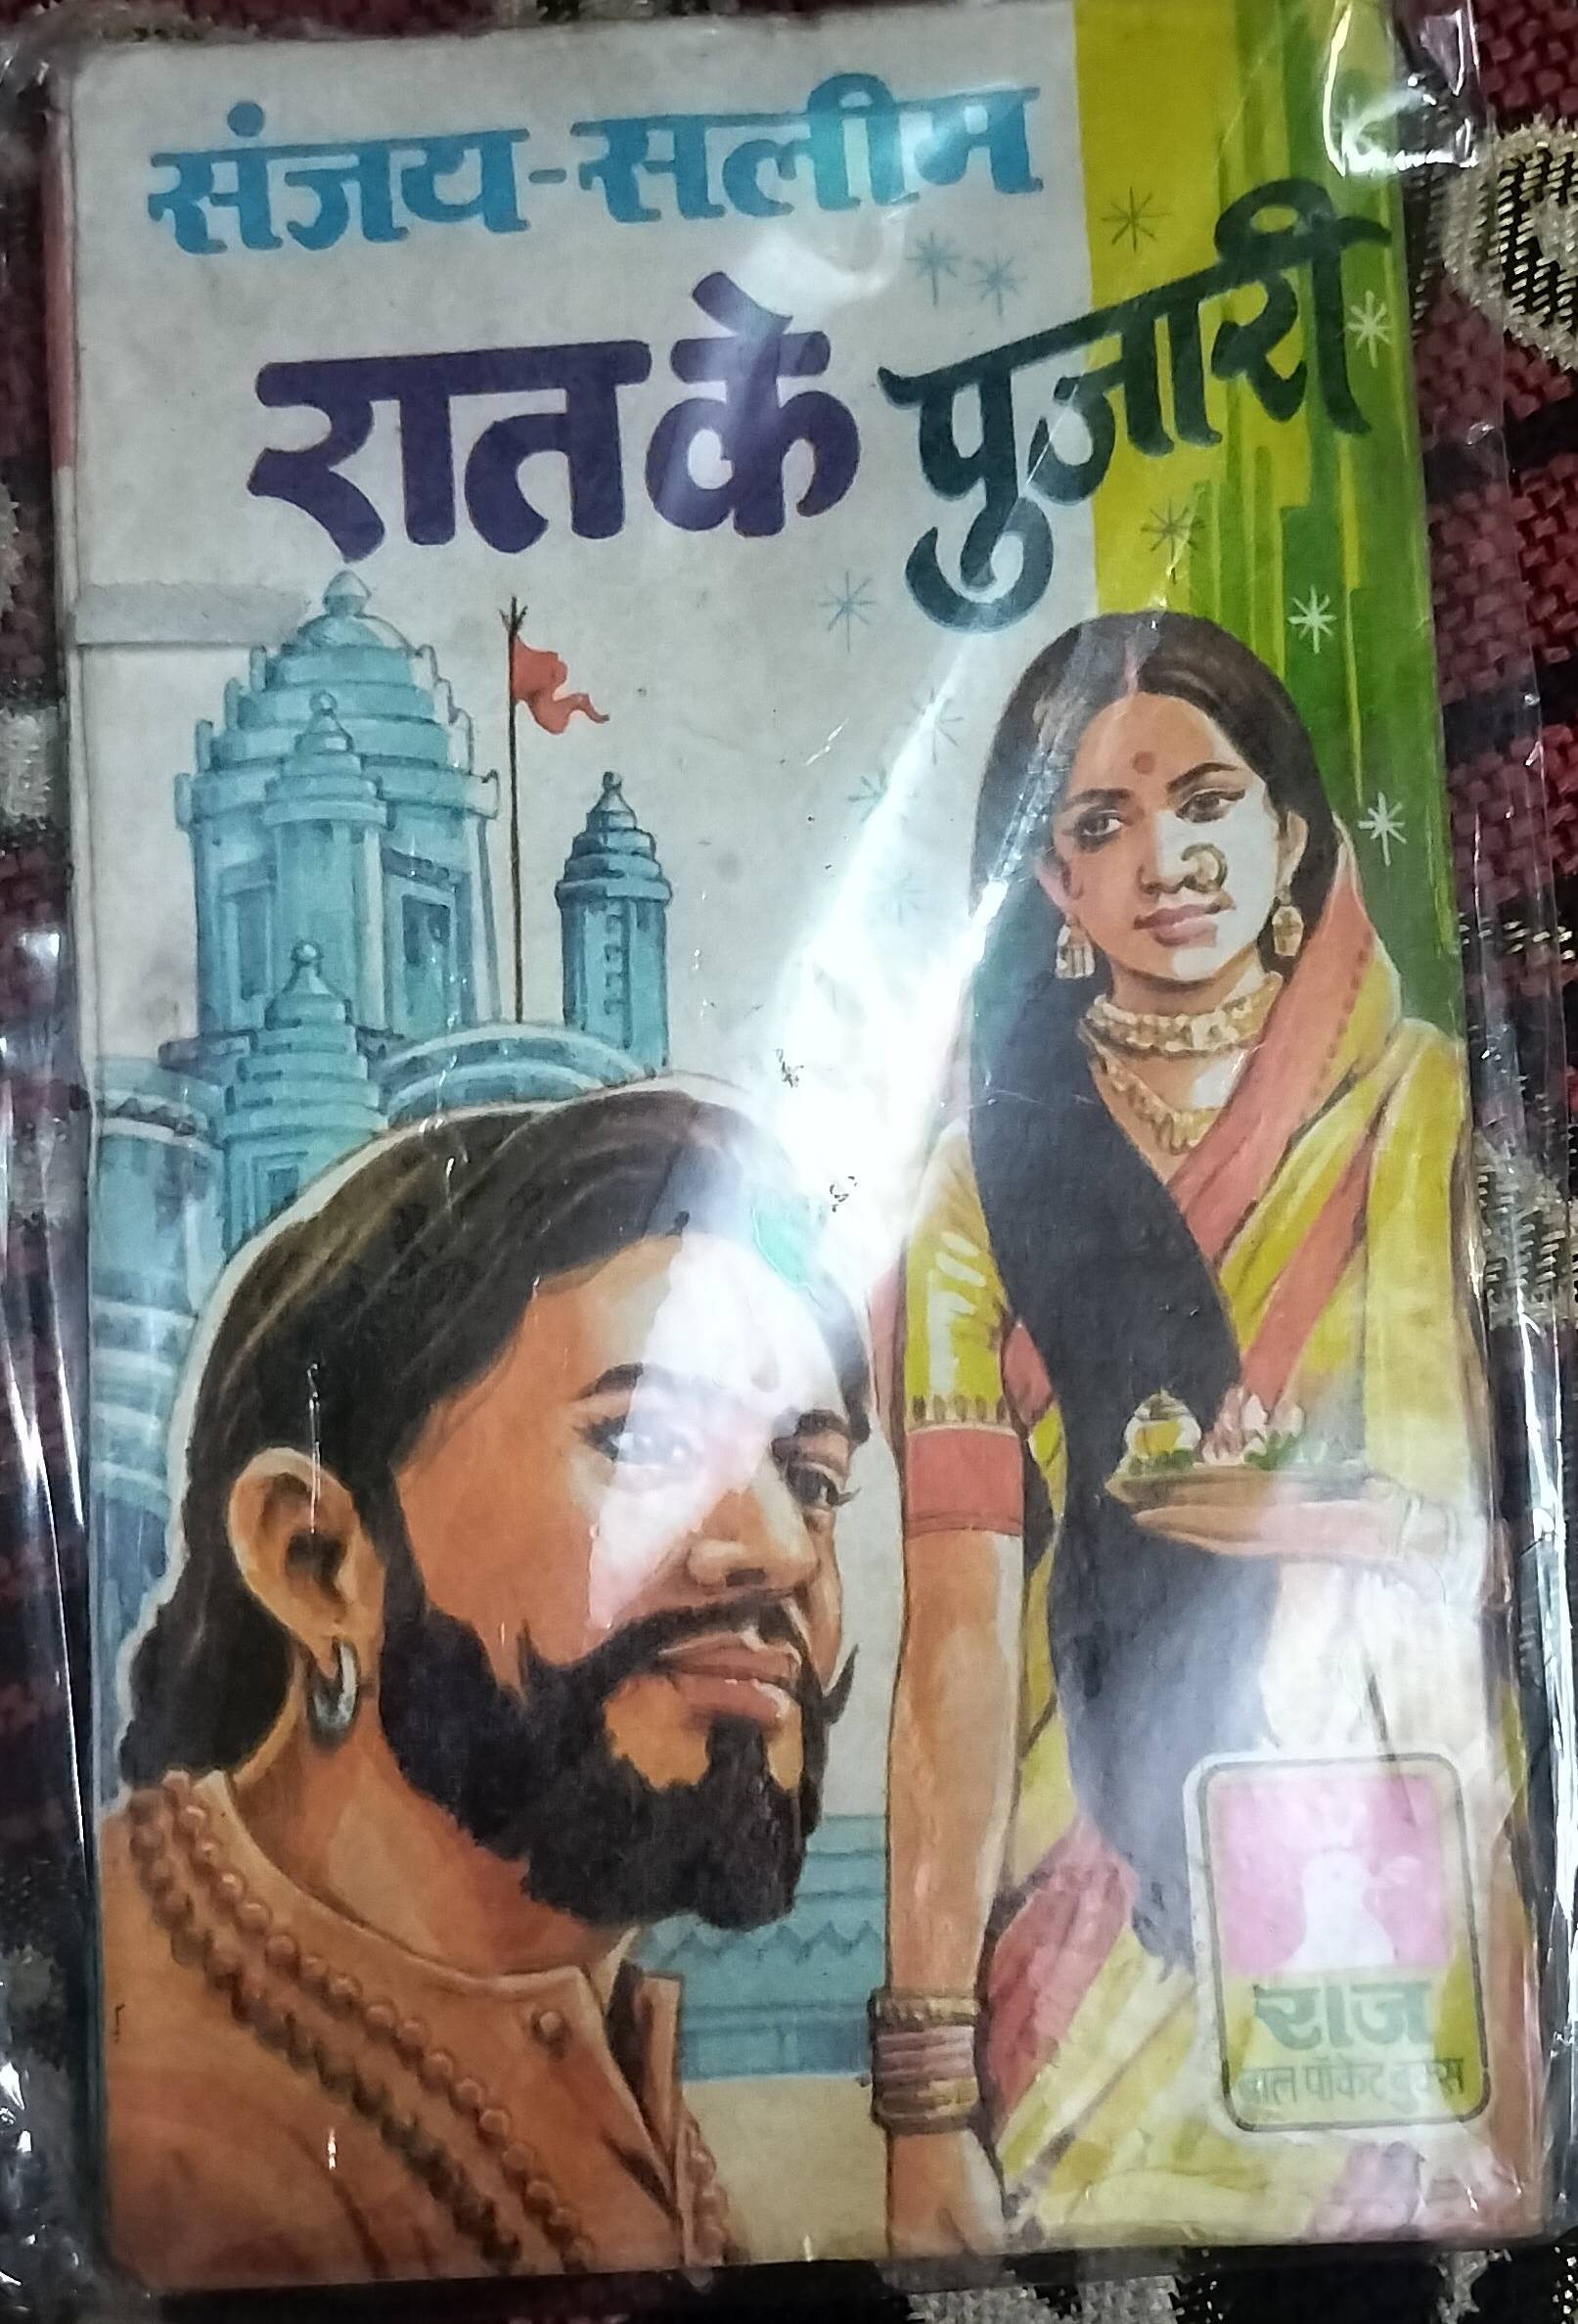 संजय-सलीम
रात के पुजारी
राज
बाल पॉकेट बुक्स